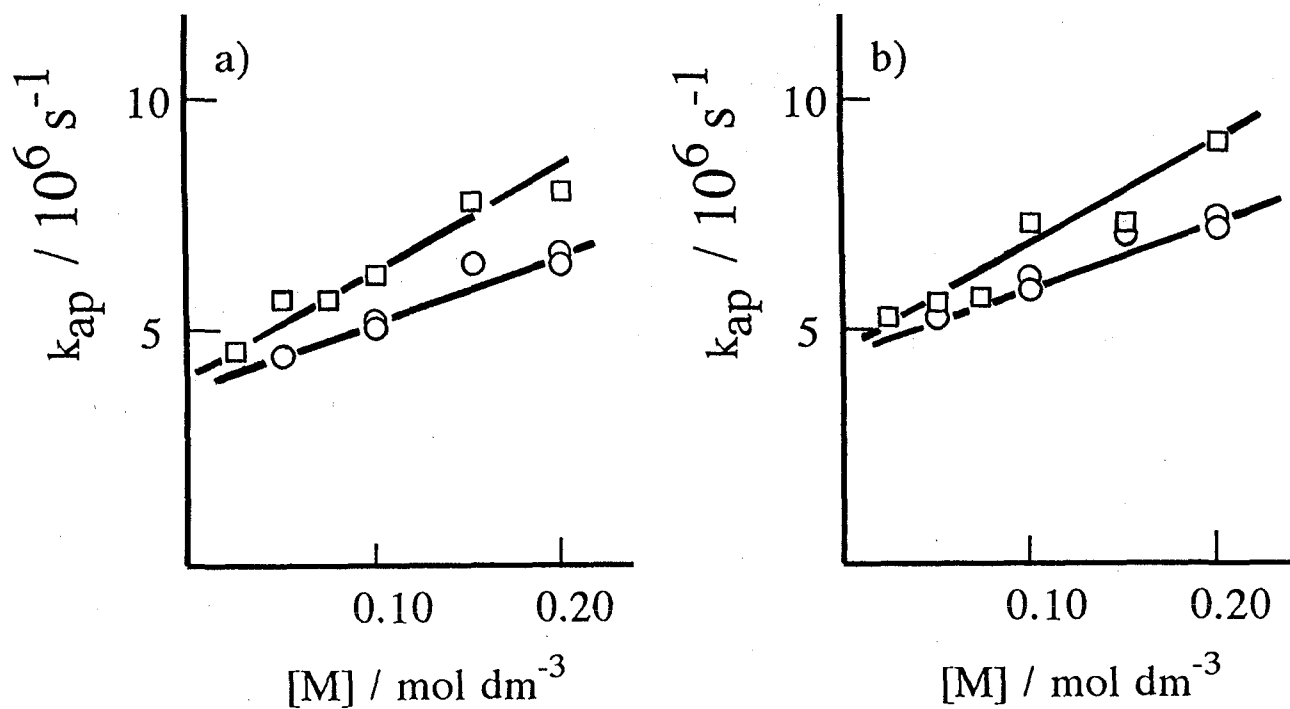 a)
10
5
k_ap / 10^6 s^-1
0.10 0.20
[M] / mol dm^-3
b)
10
5
k_ap / 10^6 s^-1
0.10 0.20
[M] / mol dm^-3